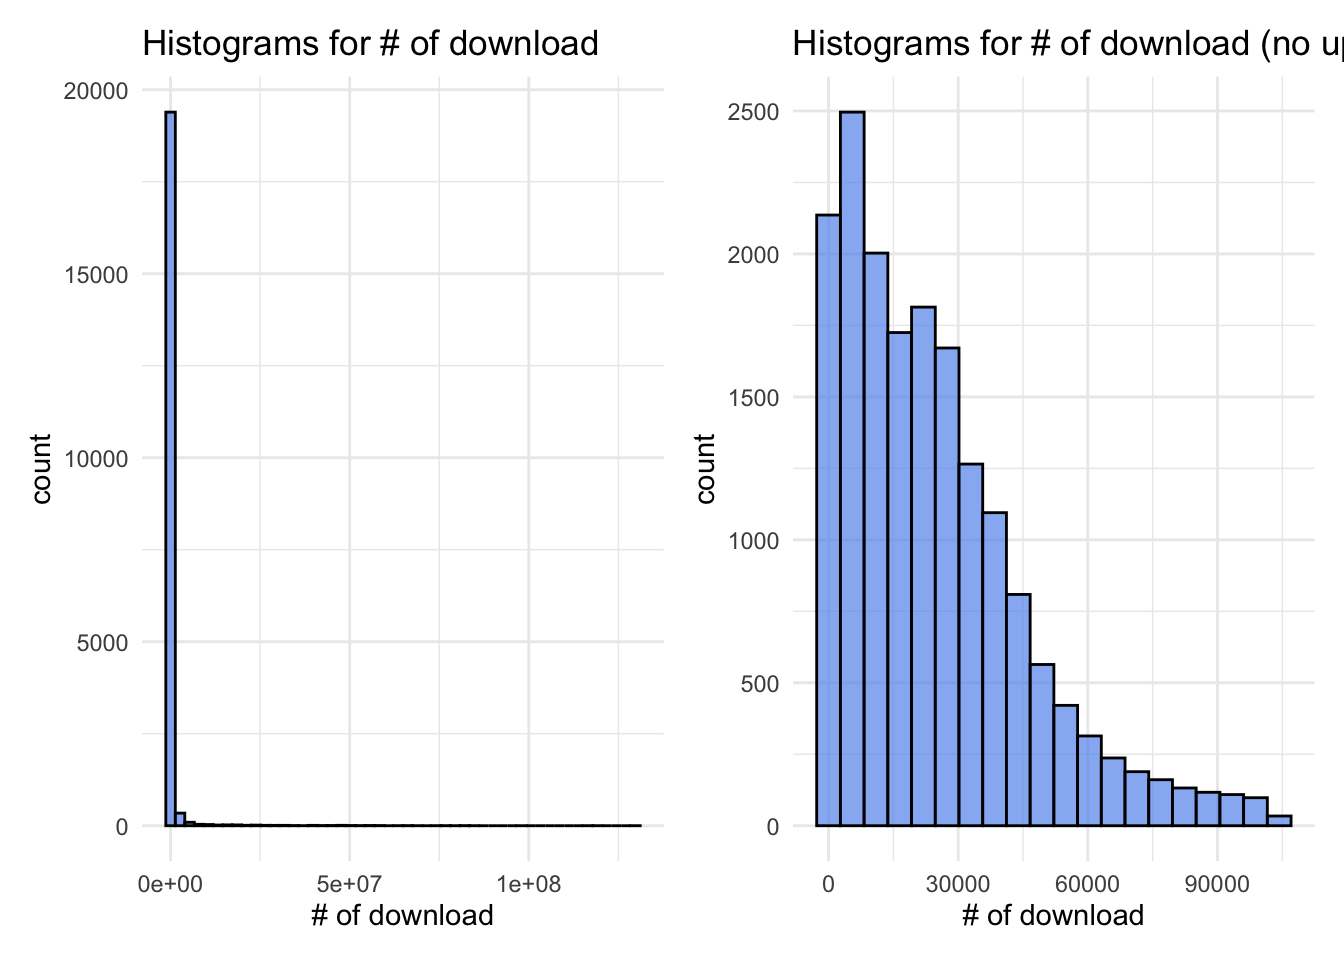 Histograms for # of download
20000
15000
10000
5000
0
count
0e+00 5e+07 1e+08
# of download
Histograms for # of download (no
2500
2000
1500
1000
500
0
count
0 30000 60000 90000
# of download